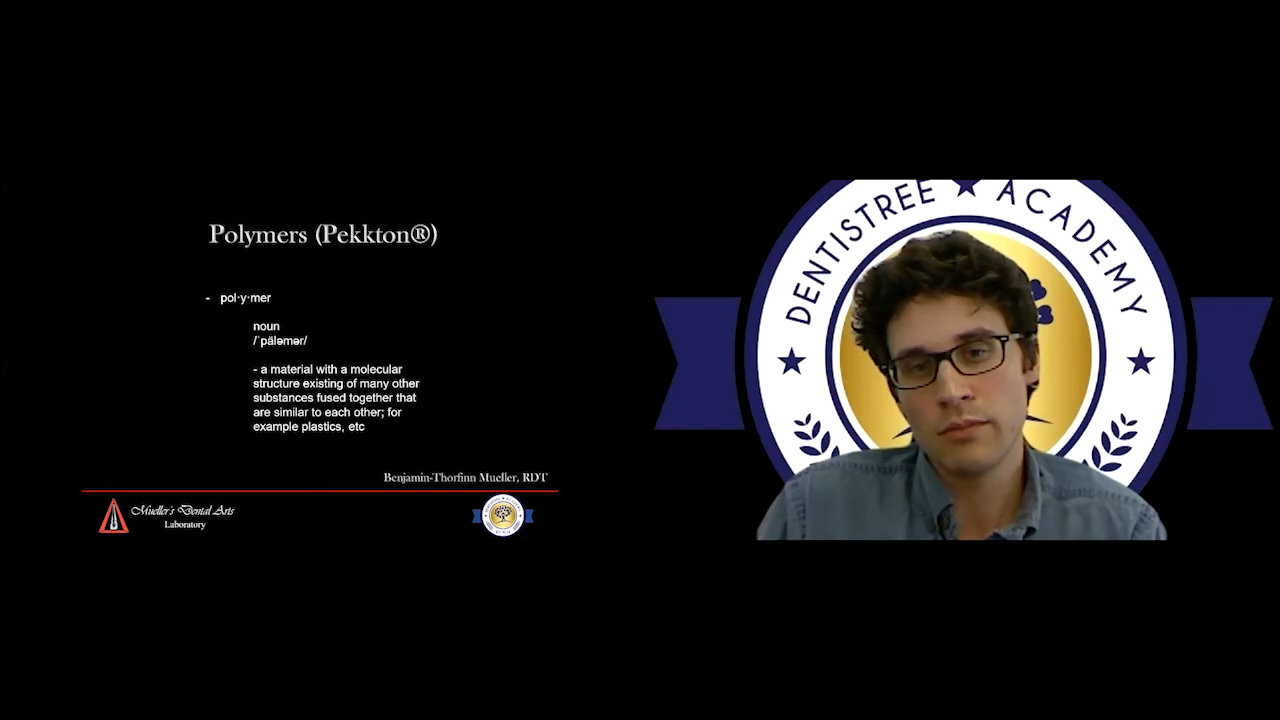 Polymers (Pekkton®)
- pol·y·mer
noun
/ˈpäləmər/
- a material with a molecular
structure existing of many other
substances fused together that
are similar to each other; for
example plastics, etc
Benjamin-Thorfinn Mueller, RDT
Mueller's Dental Arts
Laboratory
DENTISTREE ★ ACADEMY